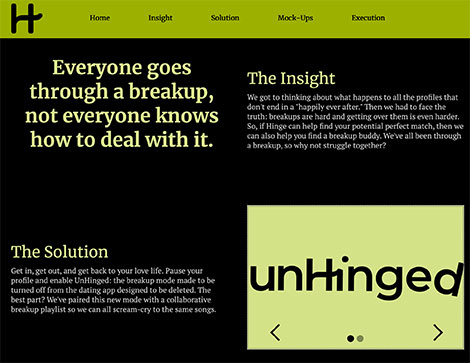 H
Home Insight Solution Mock-Ups Execution
Everyone goes
through a breakup,
not everyone knows
how to deal with it.
The Insight
We got to thinking about what happens to all the profiles that
don't end in a "happily ever after." Then we had to face the
truth: breakups are hard and getting over them is even harder.
So, if Hinge can help find your potential perfect match, then we
can also help you find a breakup buddy. We've all been through
a breakup, so why not struggle together?
The Solution
Get in, get out, and get back to your love life. Pause your
profile and enable UnHinged: the breakup mode made to be
turned off from the dating app designed to be deleted. The
best part? We've paired this new mode with a collaborative
breakup playlist so we can all scream-cry to the same songs.
unHinged